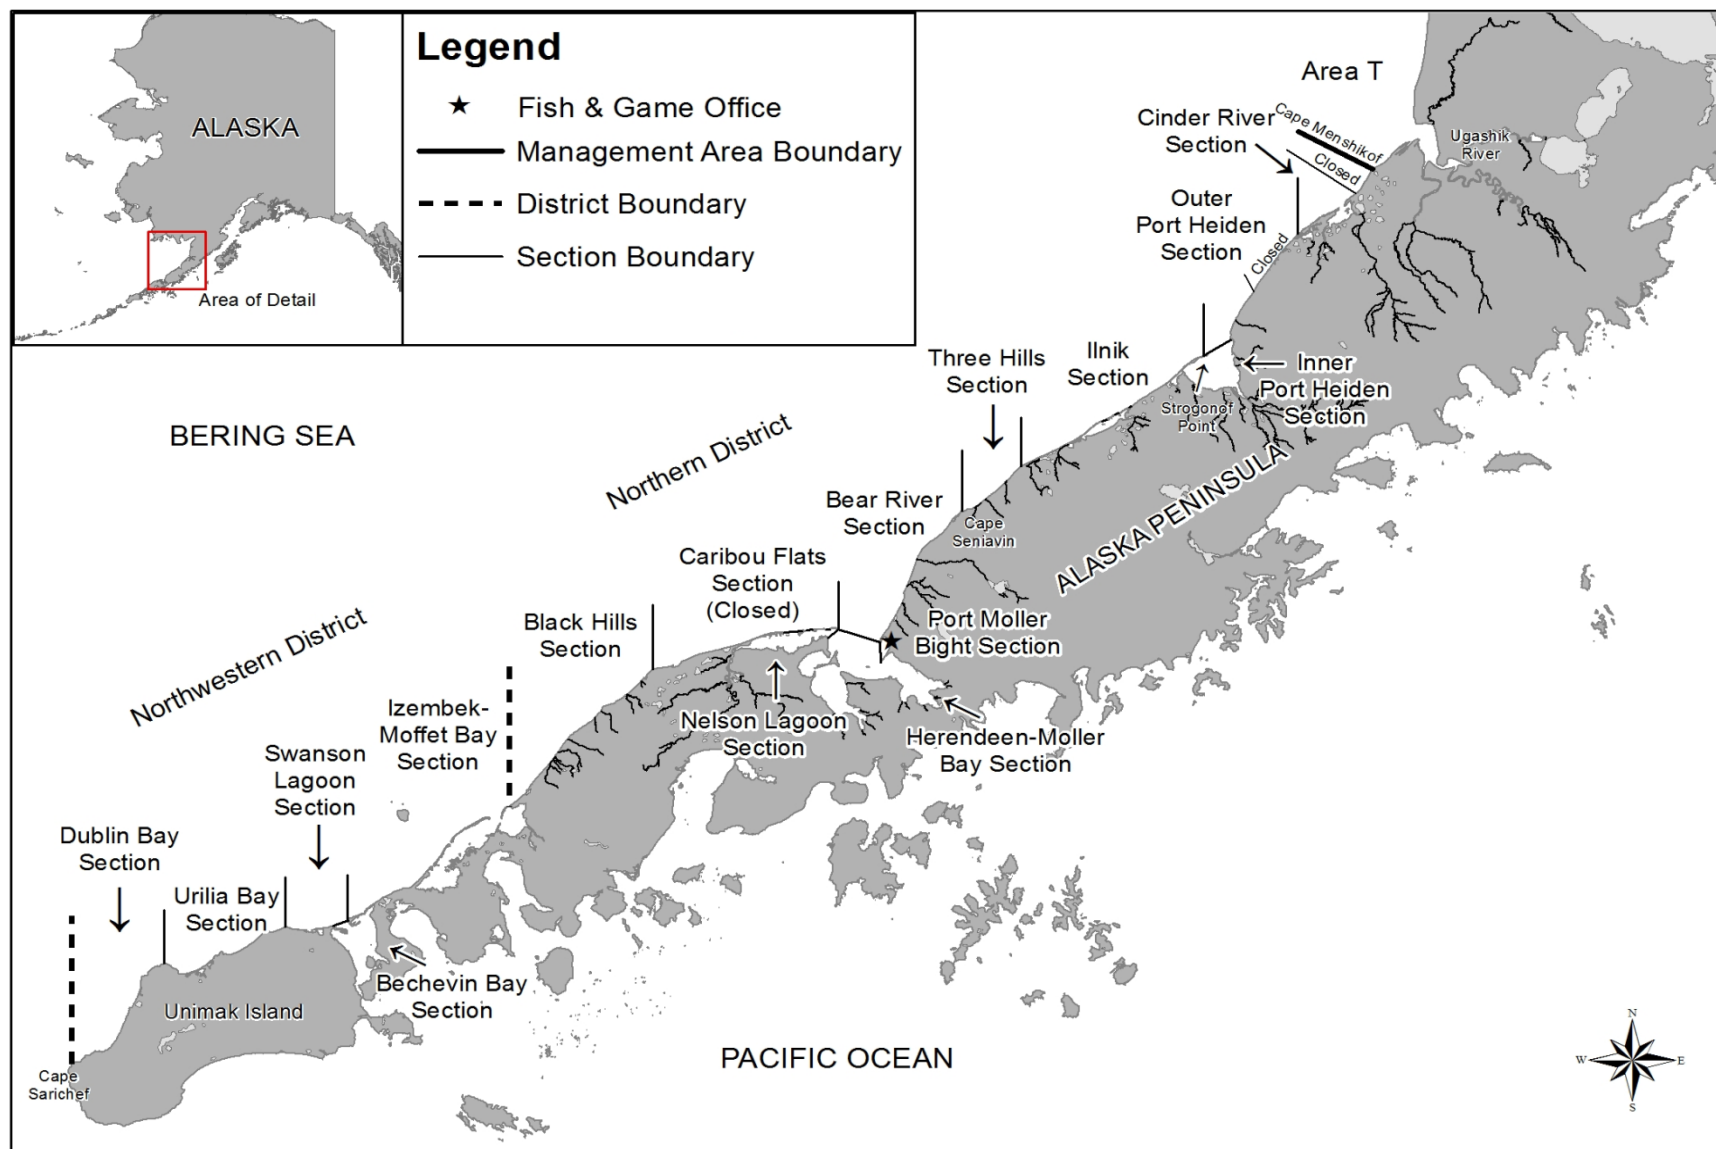 ALASKA
Area of Detail
Legend
Fish & Game Office
Management Area Boundary
District Boundary
Section Boundary
Area T
Cinder River
Section
Cape Menshikof
Closed
Ugashik
River
Outer
Port Heiden
Section
Closed
Three Hills
Section
Ilnik
Section
Inner
Port Heiden
Section
Strogonof
Point
BERING SEA
Northern District
Bear River
Section
Cape
Seniavin
ALASKA PENINSULA
Caribou Flats
Section
(Closed)
Port Moller
Bight Section
Black Hills
Section
Northwestern District
Izembek-
Moffet Bay
Section
Nelson Lagoon
Section
Herendeen-Moller
Bay Section
Swanson
Lagoon
Section
Dublin Bay
Section
Urilia Bay
Section
Bechevin Bay
Section
Unimak Island
Cape
Sarichef
PACIFIC OCEAN
N
W
E
S